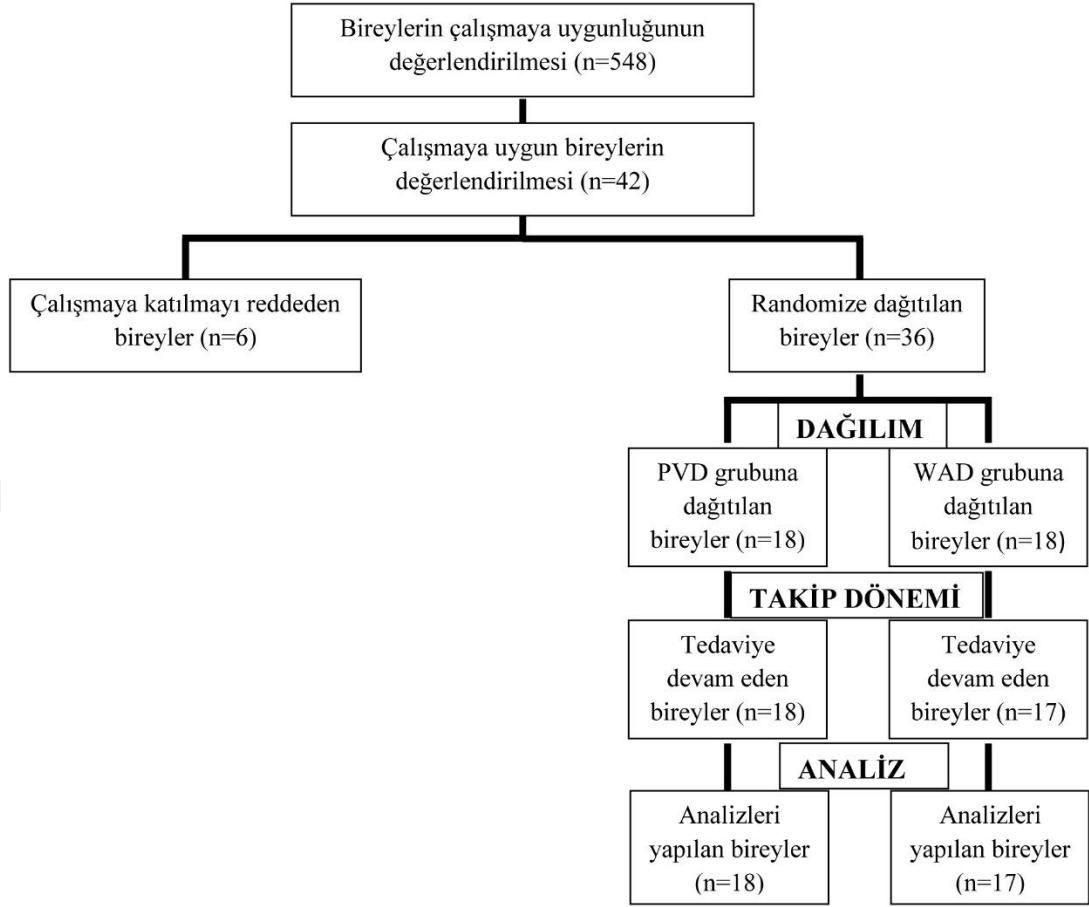 Bireylerin çalışmaya uygunluğunun
değerlendirilmesi (n=548)
Çalışmaya uygun bireylerin
değerlendirilmesi (n=42)
Çalışmaya katılmayı reddeden
bireyler (n=6)
Randomize dağıtılan
bireyler (n=36)
DAĞILIM
PVD grubuna
dağıtılan
bireyler (n=18)
WAD grubuna
dağıtılan
bireyler (n=18)
TAKİP DÖNEMİ
Tedaviye
devam eden
bireyler (n=18)
Tedaviye
devam eden
bireyler (n=17)
ANALİZ
Analizleri
yapılan bireyler
(n=18)
Analizleri
yapılan bireyler
(n=17)